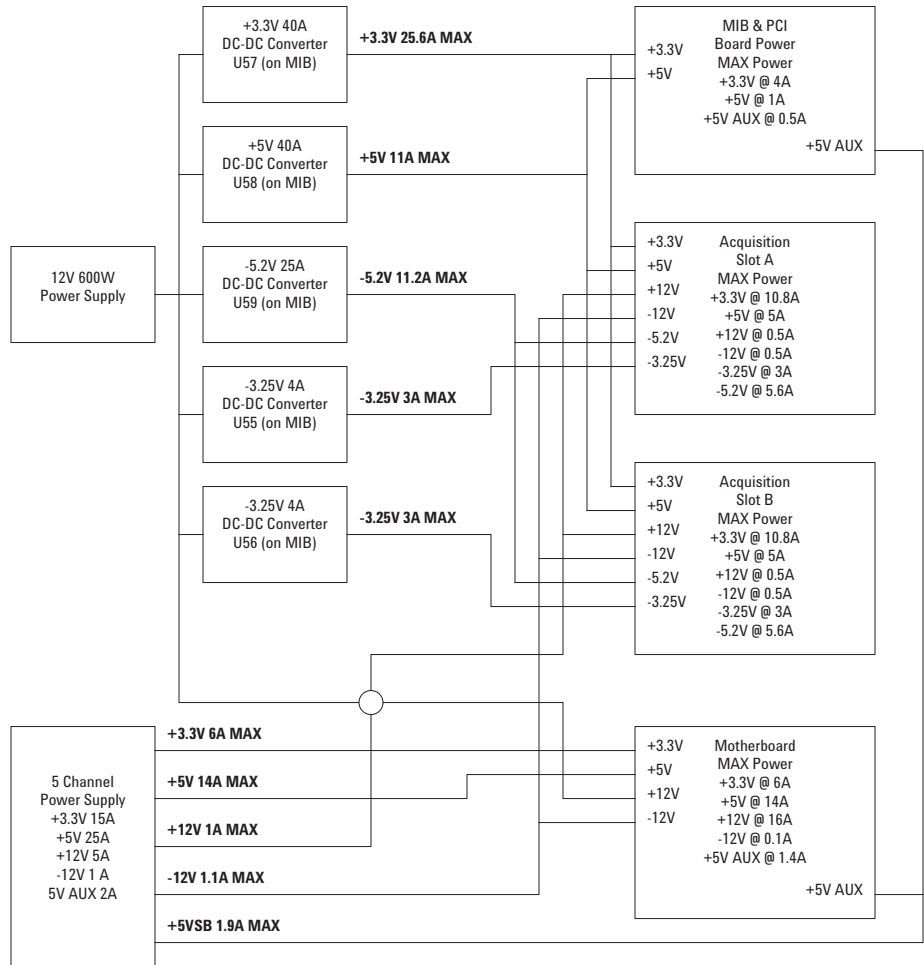 +3.3V 40A
DC-DC Converter
U57 (on MIB)
+3.3V 25.6A MAX
+3.3V
+5V
MIB & PCI
Board Power
MAX Power
+3.3V @ 4A
+5V @ 1A
+5V AUX @ 0.5A
+5V AUX
+5V 40A
DC-DC Converter
U58 (on MIB)
+5V 11A MAX
12V 600W
Power Supply
-5.2V 25A
DC-DC Converter
U59 (on MIB)
-5.2V 11.2A MAX
+3.3V
+5V
+12V
-12V
-5.2V
-3.25V
Acquisition
Slot A
MAX Power
+3.3V @ 10.8A
+5V @ 5A
+12V @ 0.5A
-12V @ 0.5A
-3.25V @ 3A
-5.2V @ 5.6A
-3.25V 4A
DC-DC Converter
U55 (on MIB)
-3.25V 3A MAX
-3.25V 4A
DC-DC Converter
U56 (on MIB)
-3.25V 3A MAX
+3.3V
+5V
+12V
-12V
-5.2V
-3.25V
Acquisition
Slot B
MAX Power
+3.3V @ 10.8A
+5V @ 5A
+12V @ 0.5A
-12V @ 0.5A
-3.25V @ 3A
-5.2V @ 5.6A
5 Channel
Power Supply
+3.3V 15A
+5V 25A
+12V 5A
-12V 1 A
5V AUX 2A
+3.3V 6A MAX
+5V 14A MAX
+12V 1A MAX
-12V 1.1A MAX
+5VSB 1.9A MAX
+3.3V
+5V
+12V
-12V
Motherboard
MAX Power
+3.3V @ 6A
+5V @ 14A
+12V @ 16A
-12V @ 0.1A
+5V AUX @ 1.4A
+5V AUX